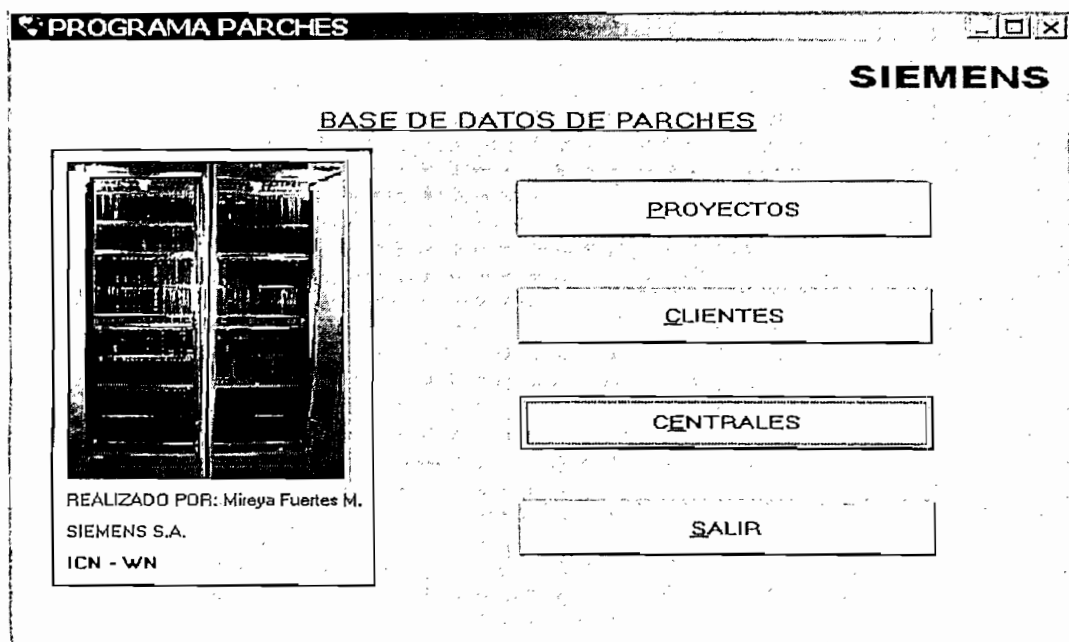 PROGRAMA PARCHES
SIEMENS
BASE DE DATOS DE PARCHES
PROYECTOS
CLIENTES
CENTRALES
SALIR
REALIZADO POR: Mireya Fuertes M.
SIEMENS S.A.
ICN - WN